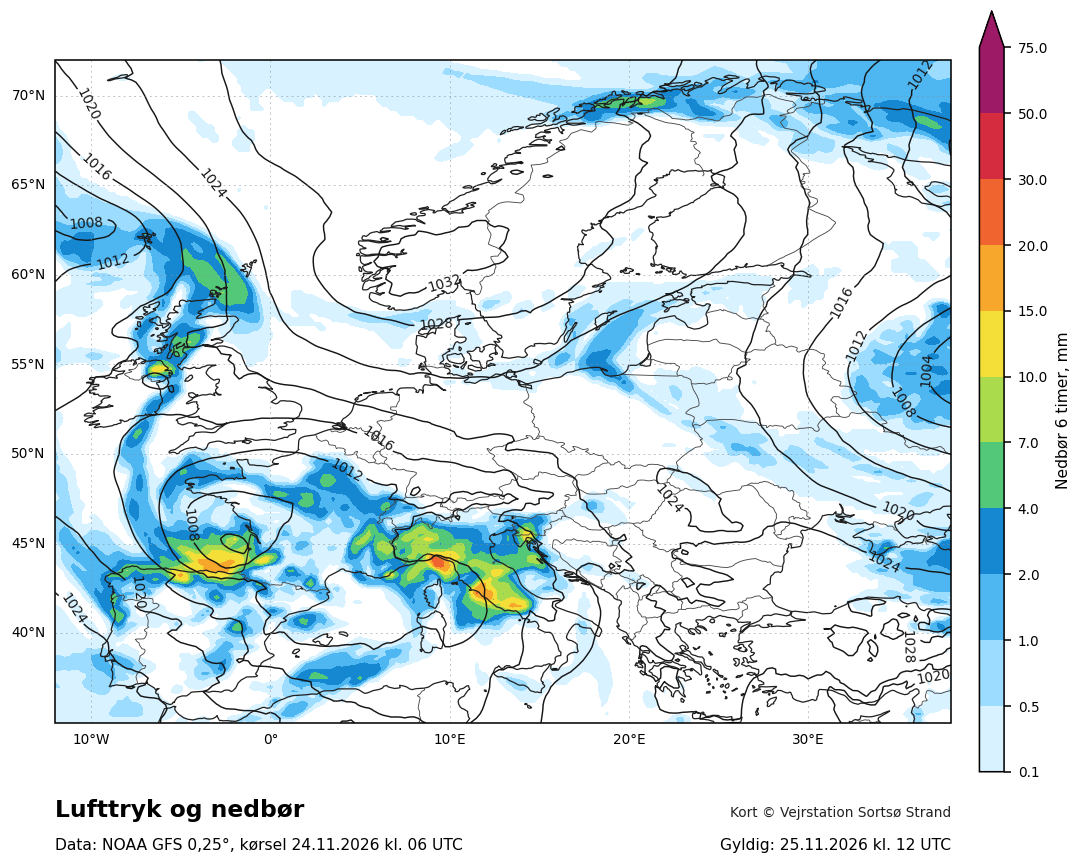 75.0
50.0
30.0
20.0
15.0
10.0
7.0
4.0
2.0
1.0
0.5
0.1
Nedbør 6 timer, mm
70°N
65°N
60°N
55°N
50°N
45°N
40°N
1020
1016
1024
1008
1012
1032
1028
1012
1016
1012
1004
1008
1016
1012
1008
1024
1020
1024
1020
1024
1028
1020
10°W
0°
10°E
20°E
30°E
Lufttryk og nedbør
Kort © Vejrstation Sortsø Strand
Data: NOAA GFS 0,25°, kørsel 24.11.2026 kl. 06 UTC
Gyldig: 25.11.2026 kl. 12 UTC